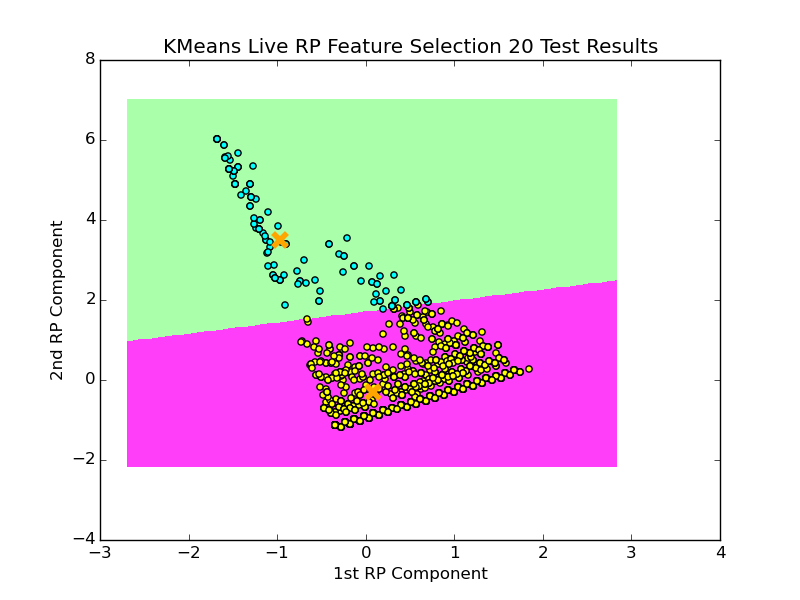 KMeans Live RP Feature Selection 20 Test Results
8
6
4
2
0
−2
−4
2nd RP Component
−3 −2 −1 0 1 2 3 4
1st RP Component